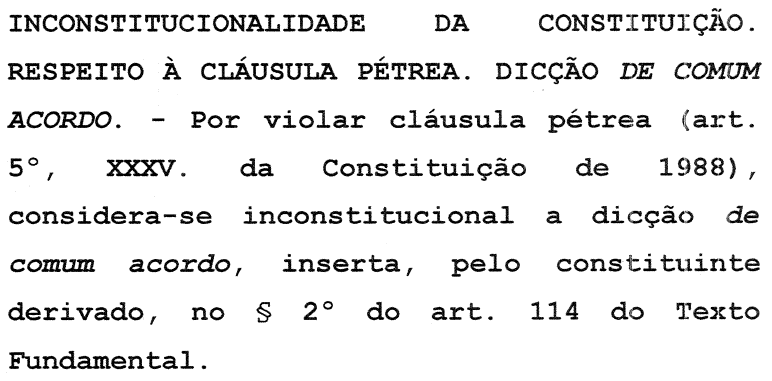 INCONSTITUCIONALIDADE DA CONSTITUIÇÃO.
RESPEITO À CLÁUSULA PÉTREA. DICÇÃO DE COMUM
ACORDO. - Por violar cláusula pétrea (art.
5°, XXXV. da Constituição de 1988),
considera-se inconstitucional a dicção de
comum acordo, inserta, pelo constituinte
derivado, no § 2° do art. 114 do Texto
Fundamental.